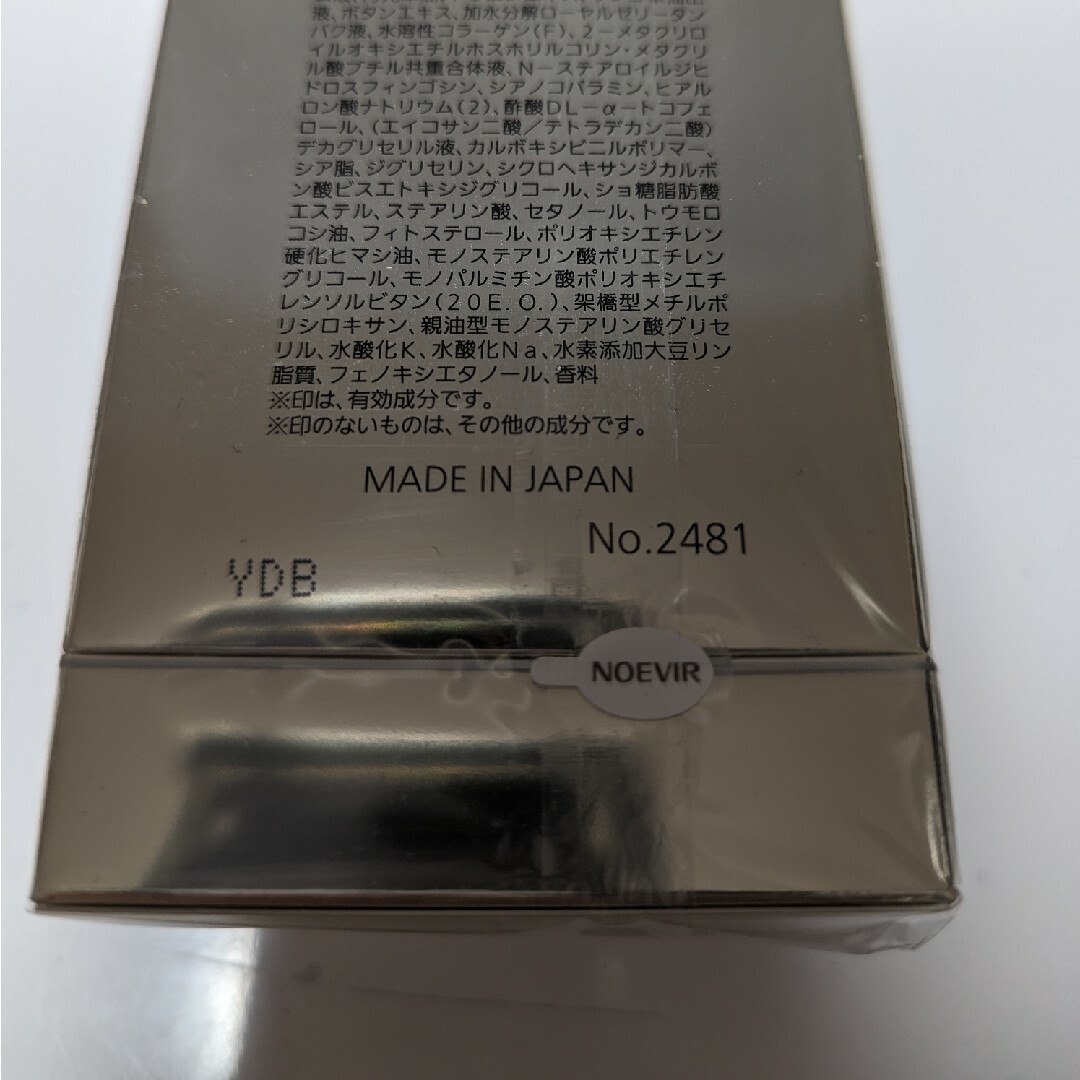 液、ボタンエキス、加水分解ローヤルゼリータン
パク液、水溶性コラーゲン(F)、2－メタクリロ
イルオキシエチルホスホリルコリン・メタクリ
ル酸ブチル共重合体液、N－ステアロイルジヒ
ドロスフィンゴシン、シアノコバラミン、ヒアル
ロン酸ナトリウム(2)、酢酸DL－α－トコフェ
ロール、(エイコサン二酸／テトラデカン二酸)
デカグリセリル液、カルボキシビニルポリマー、
シア脂、ジグリセリン、シクロヘキサンジカルボ
ン酸ビスエトキシジグリコール、ショ糖脂肪酸
エステル、ステアリン酸、セタノール、トウモロ
コシ油、フィトステロール、ポリオキシエチレン
硬化ヒマシ油、モノステアリン酸ポリエチレン
グリコール、モノパルミチン酸ポリオキシエチ
レンソルビタン(20E.O.)、架橋型メチルポ
リシロキサン、親油型モノステアリン酸グリセ
リル、水酸化K、水酸化Na、水素添加大豆リン
脂質、フェノキシエタノール、香料
※印は、有効成分です。
※印のないものは、その他の成分です。
MADE IN JAPAN
No.2481
YDB
NOEVIR